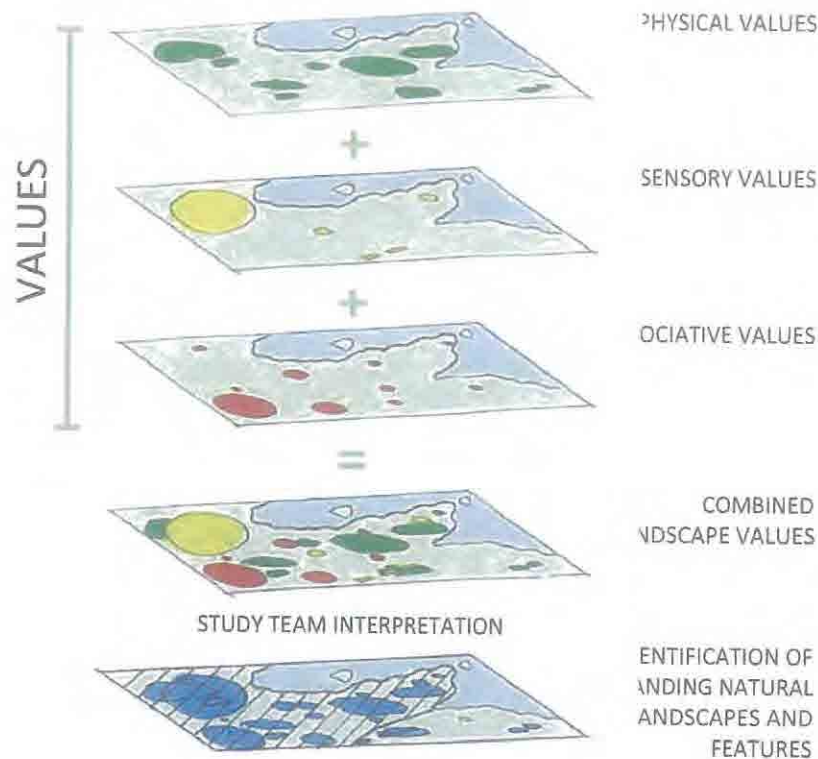 VALUES
PHYSICAL VALUES
+
SENSORY VALUES
+
OCIATIVE VALUES
=
COMBINED
NDSCAPE VALUES
STUDY TEAM INTERPRETATION
ENTIFICATION OF
ANDING NATURAL
ANDSCAPES AND
FEATURES